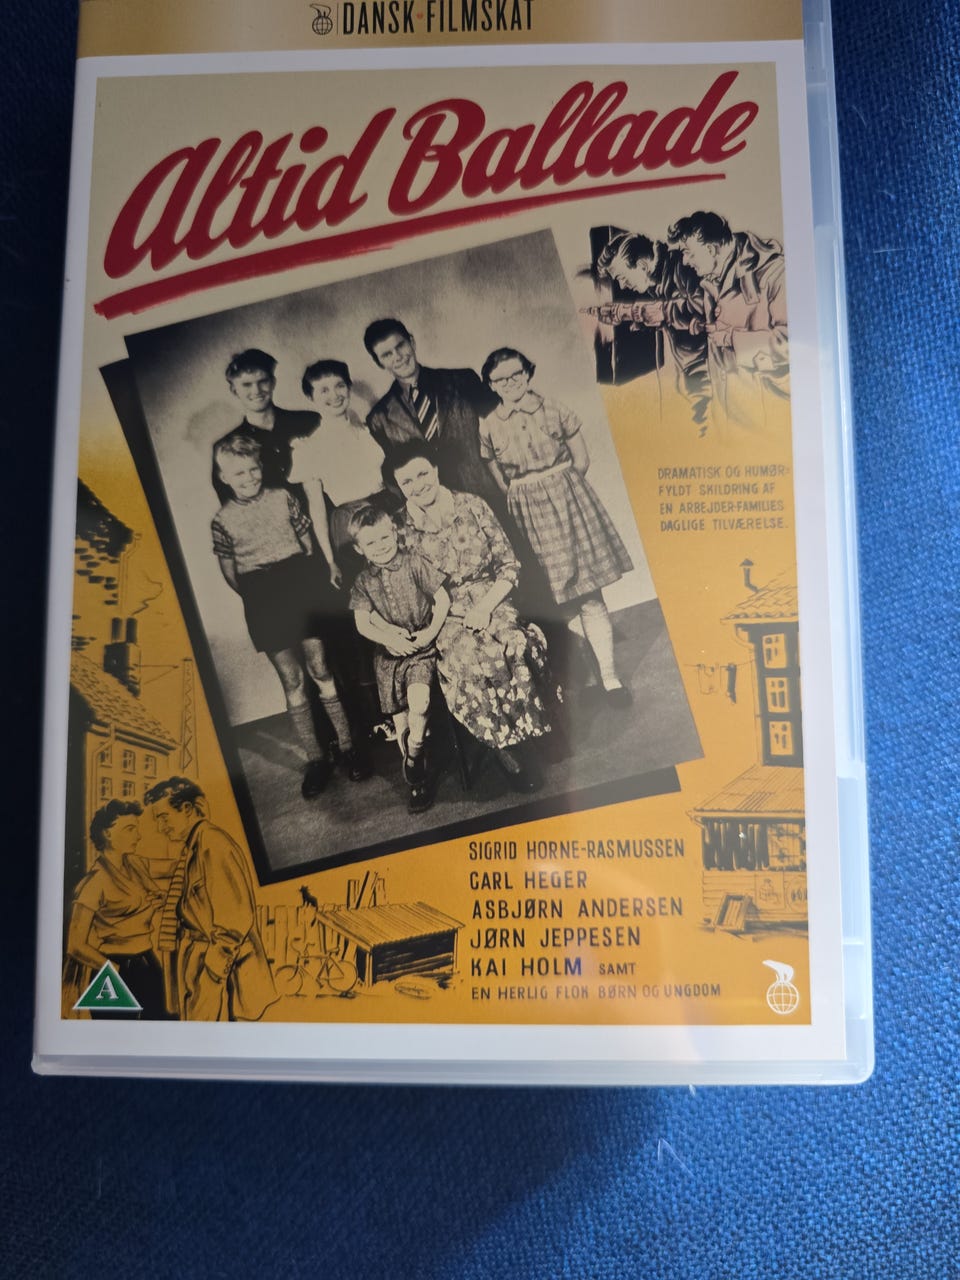 DANSK FILMSKAT
Altid Ballade
DRAMATISK OG HUMØR-
FYLDT SKILDRING AF
EN ARBEJDER-FAMILIES
DAGLIGE TILVÆRELSE.
SIGRID HORNE-RASMUSSEN
CARL HEGER
ASBJØRN ANDERSEN
JØRN JEPPESEN
KAI HOLM SAMT
EN HERLIG FLOK BØRN OG UNGDOM
A